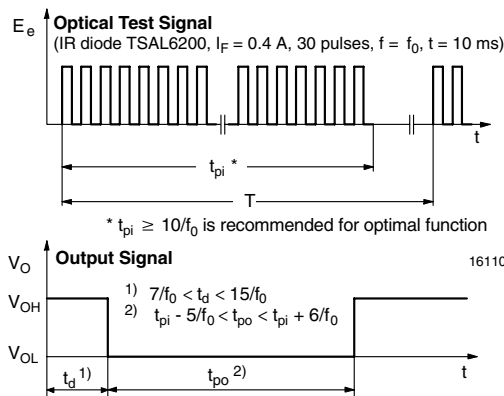 E_e
Optical Test Signal
(IR diode TSAL6200, I_F = 0.4 A, 30 pulses, f = f_0, t = 10 ms)
t
t_pi *
T
* t_pi ≥ 10/f_0 is recommended for optimal function
V_O
Output Signal
16110
V_OH
1) 7/f_0 < t_d < 15/f_0
2) t_pi - 5/f_0 < t_po < t_pi + 6/f_0
V_OL
t
t_d 1)
t_po 2)